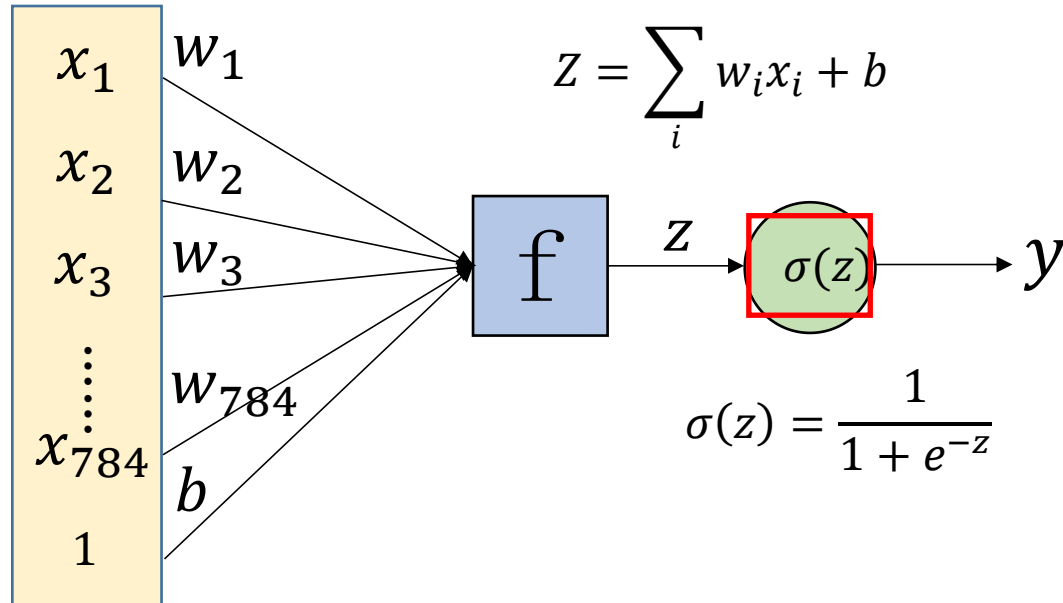 x₁ w₁
Z = ∑ᵢ wᵢxᵢ + b
x₂ w₂
x₃ w₃
f z σ(z) y
⋮
x₇₈₄ w₇₈₄
σ(z) = 1 / (1 + e⁻ᶻ)
b
1